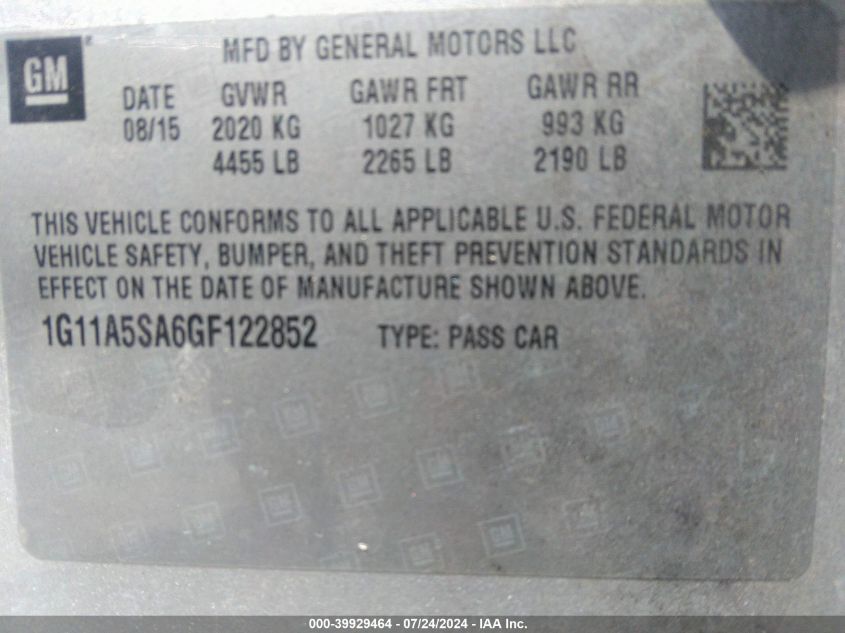 MFD BY GENERAL MOTORS LLC
GM
DATE GVWR GAWR FRT GAWR RR
08/15 2020 KG 1027 KG 993 KG
4455 LB 2265 LB 2190 LB
THIS VEHICLE CONFORMS TO ALL APPLICABLE U.S. FEDERAL MOTOR
VEHICLE SAFETY, BUMPER, AND THEFT PREVENTION STANDARDS IN
EFFECT ON THE DATE OF MANUFACTURE SHOWN ABOVE.
1G11A5SA6GF122852 TYPE: PASS CAR
000-39929464 - 07/24/2024 - IAA Inc.